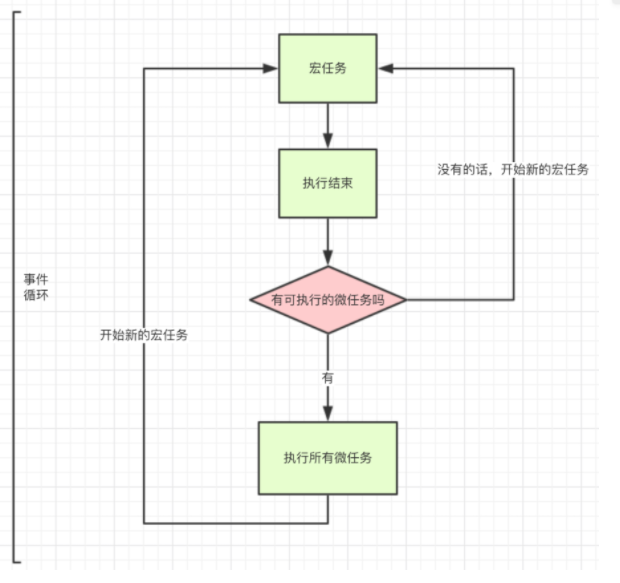 宏任务
执行结束
没有的话，开始新的宏任务
事件
循环
有可执行的微任务吗
开始新的宏任务
有
执行所有微任务